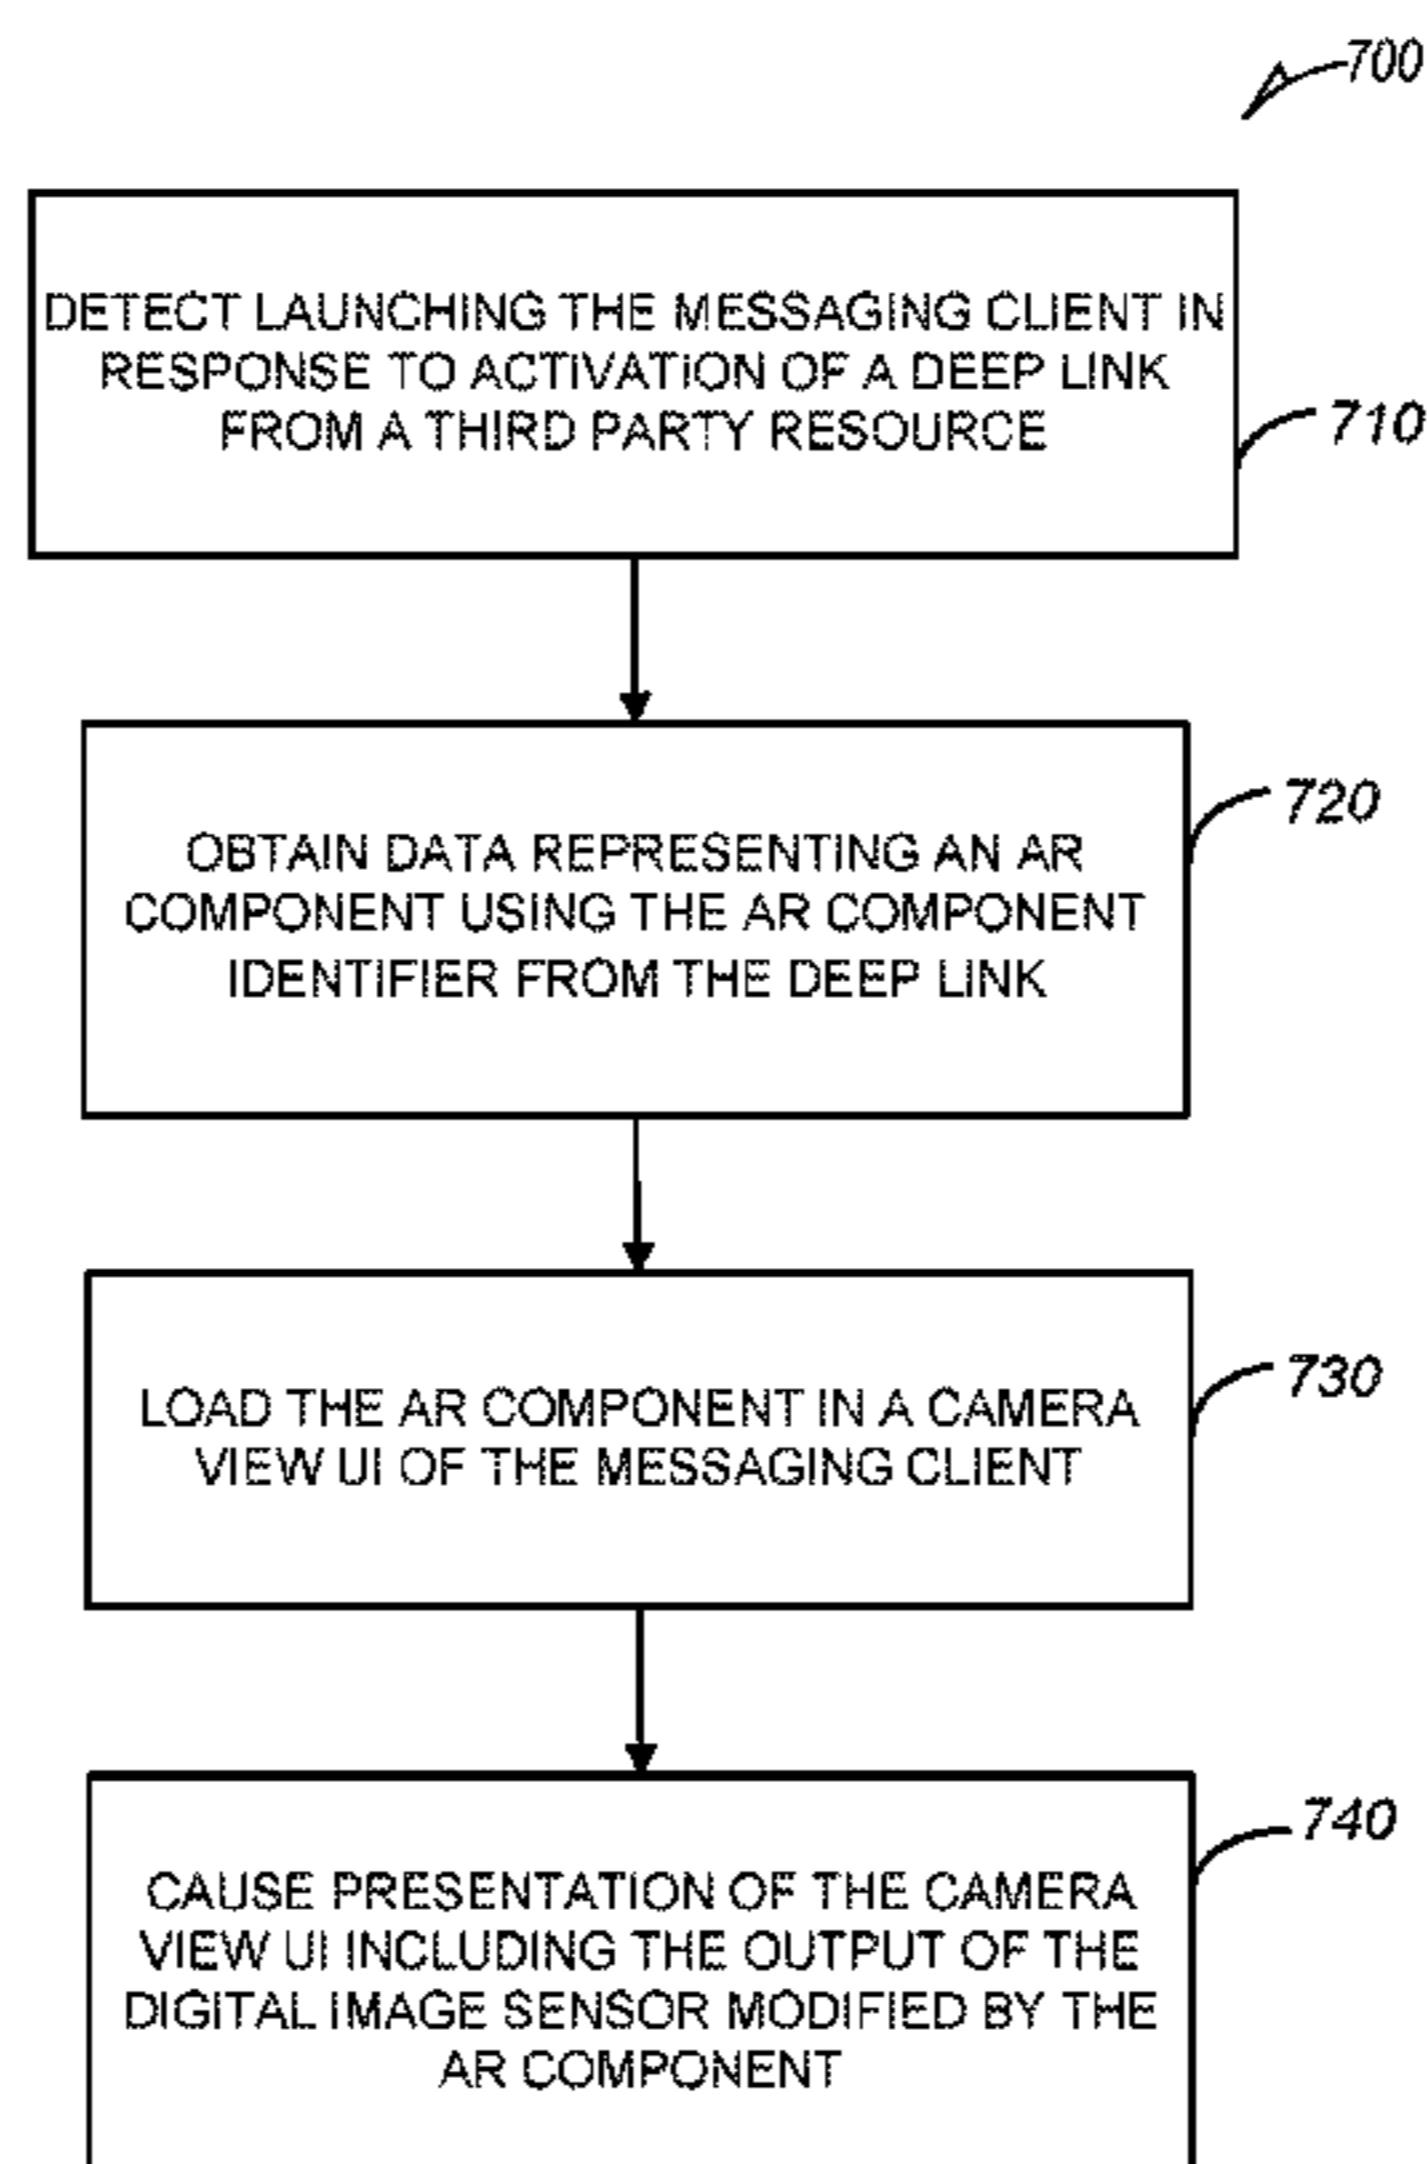 700
DETECT LAUNCHING THE MESSAGING CLIENT IN
RESPONSE TO ACTIVATION OF A DEEP LINK
FROM A THIRD PARTY RESOURCE
710
OBTAIN DATA REPRESENTING AN AR
COMPONENT USING THE AR COMPONENT
IDENTIFIER FROM THE DEEP LINK
720
LOAD THE AR COMPONENT IN A CAMERA
VIEW UI OF THE MESSAGING CLIENT
730
CAUSE PRESENTATION OF THE CAMERA
VIEW UI INCLUDING THE OUTPUT OF THE
DIGITAL IMAGE SENSOR MODIFIED BY THE
AR COMPONENT
740